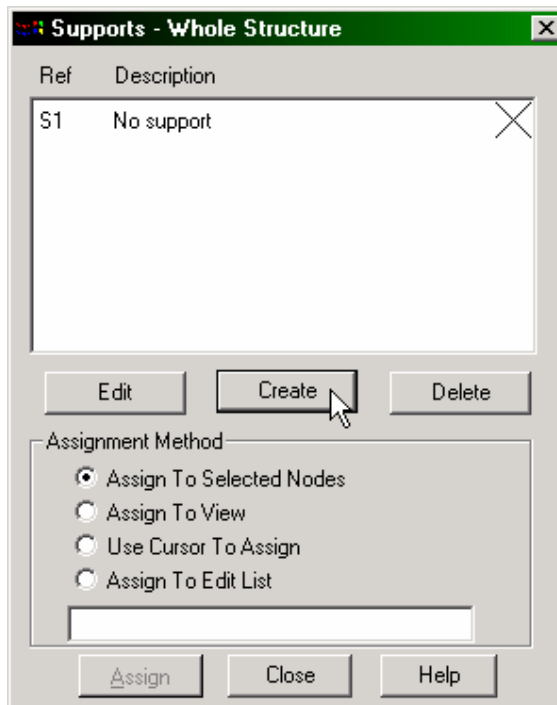 Supports - Whole Structure
Ref Description
S1 No support
Edit Create Delete
Assignment Method
Assign To Selected Nodes
Assign To View
Use Cursor To Assign
Assign To Edit List
Assign Close Help